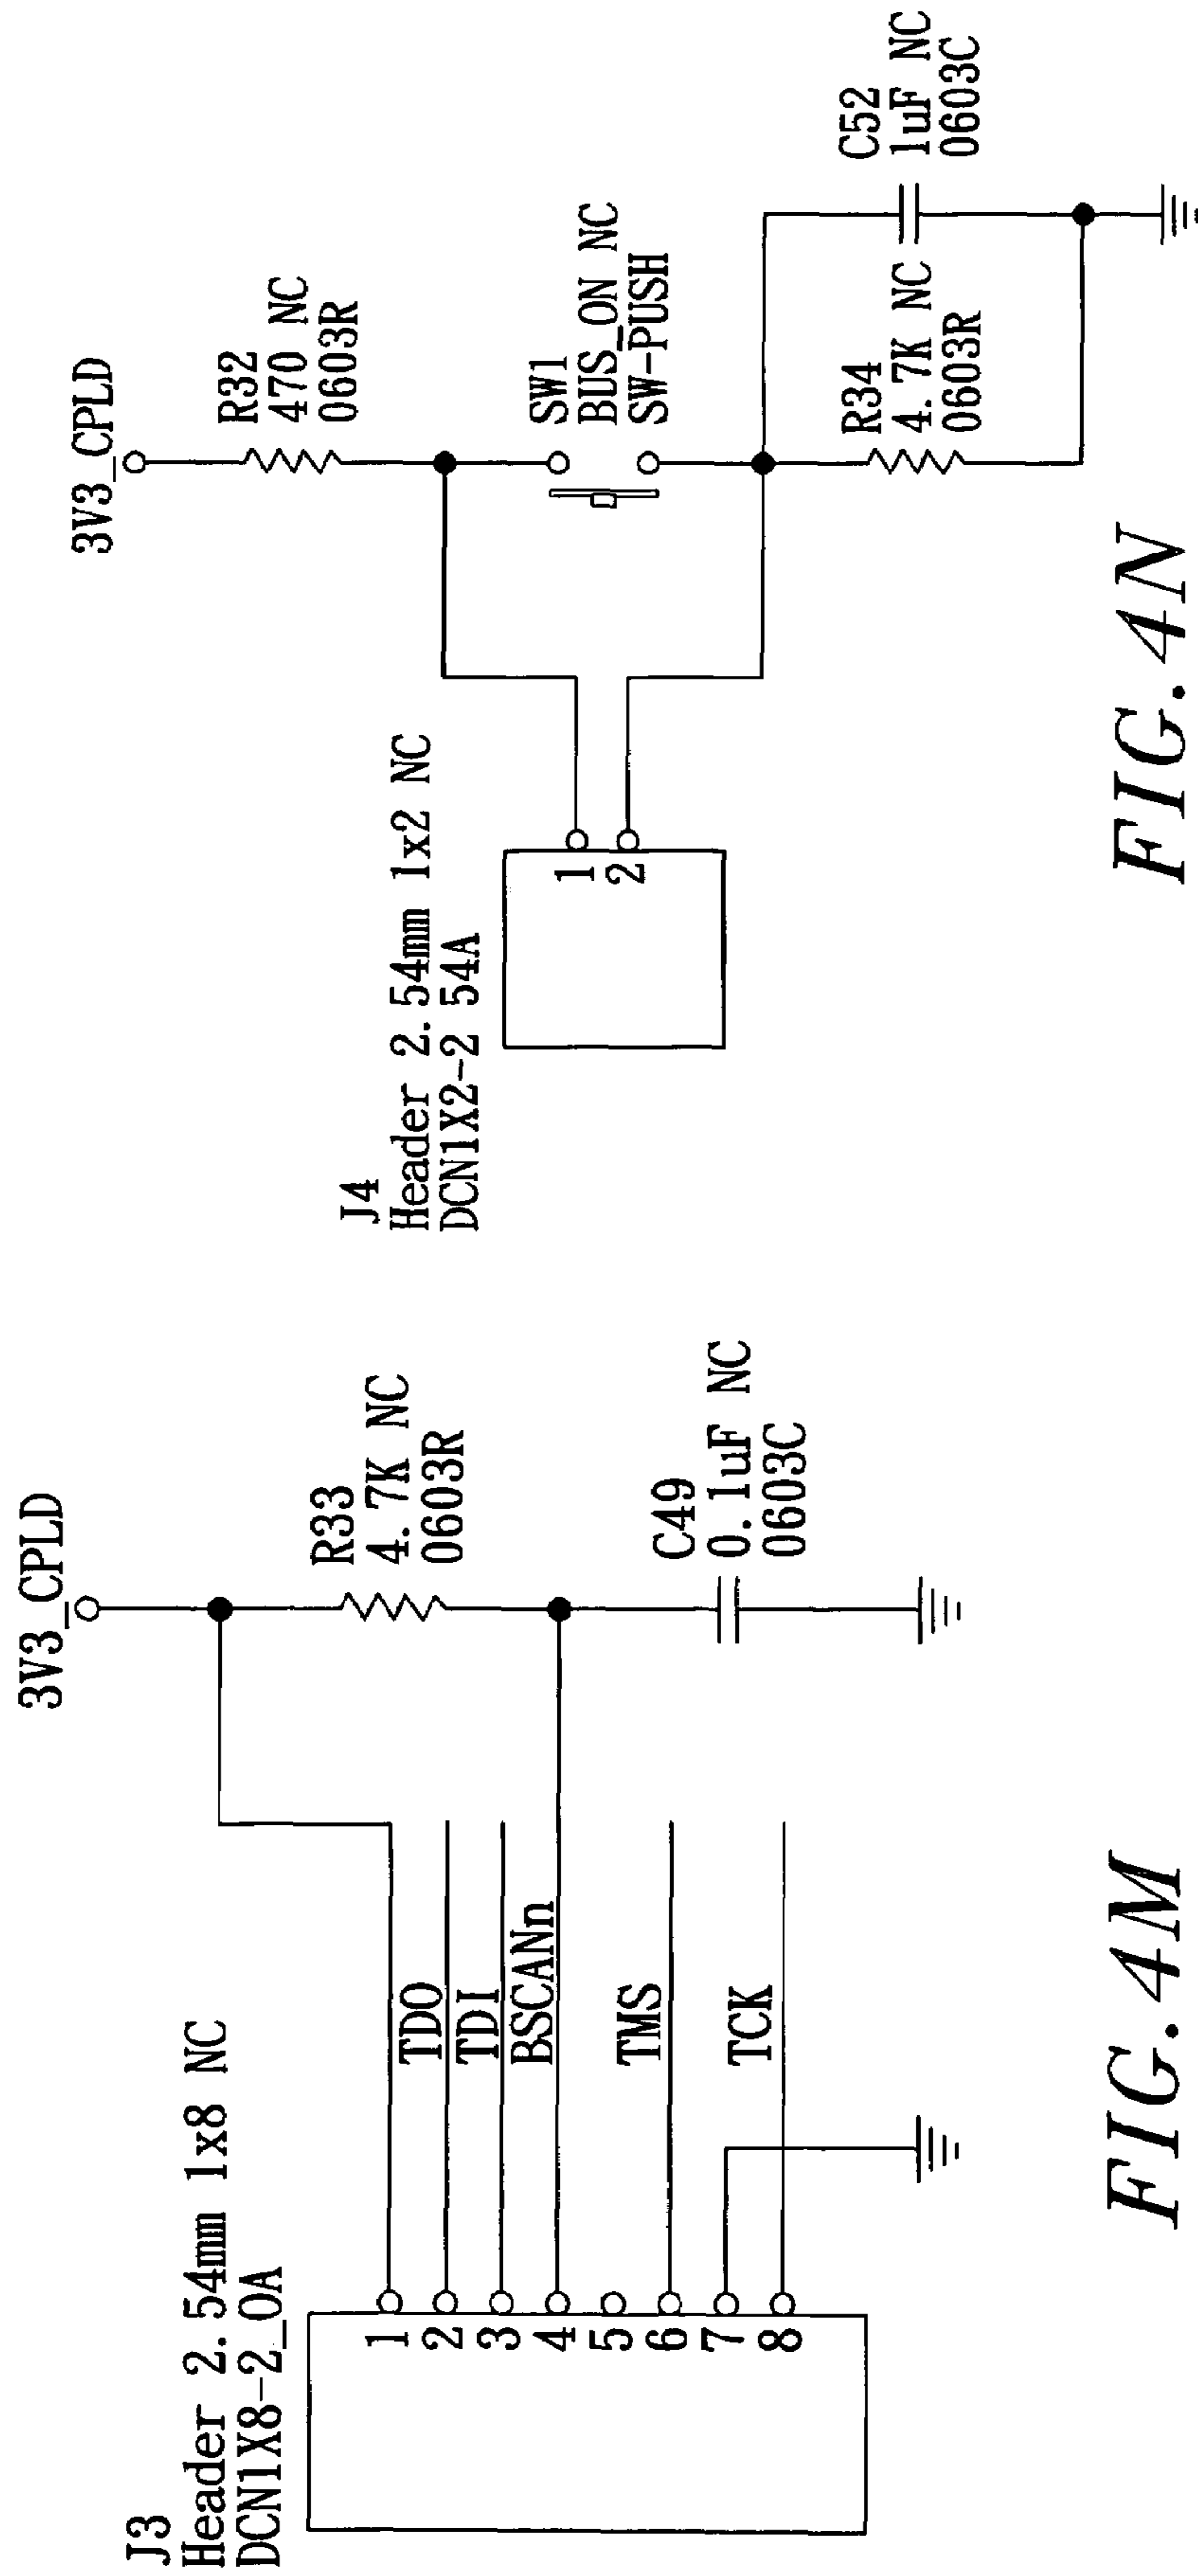 J3
Header 2.54mm 1x8 NC
DCN1X8-2_0A
1
2
3
4
5
6
7
8
TDO
TDI
BSCANn
TMS
TCK
3V3_CPLD
R33
4.7K NC
0603R
C49
0.1uF NC
0603C
FIG. 4M
J4
Header 2.54mm 1x2 NC
DCN1X2-2 54A
1
2
3V3_CPLD
R32
470 NC
0603R
SW1
BUS_ON NC
SW-PUSH
R34
4.7K NC
0603R
C52
1uF NC
0603C
FIG. 4N